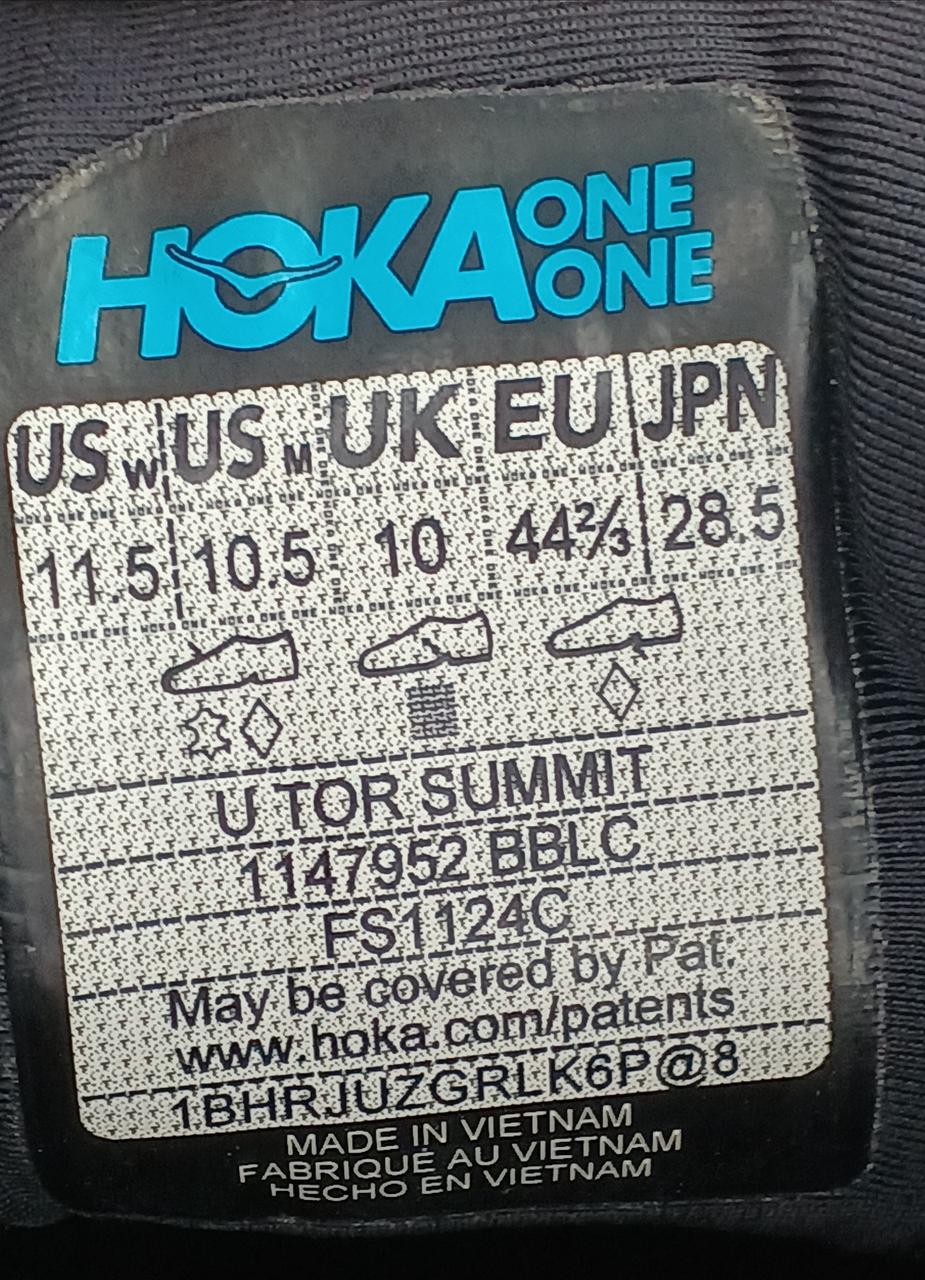 HOKA ONE ONE
US W US M UK EU JPN
11.5 10.5 10 44⅔ 28.5
U TOR SUMMIT
1147952 BBLC
FS1124C
May be covered by Pat.
www.hoka.com/patents
1BHRJUZGRLK6P@8
MADE IN VIETNAM
FABRIQUÉ AU VIETNAM
HECHO EN VIETNAM